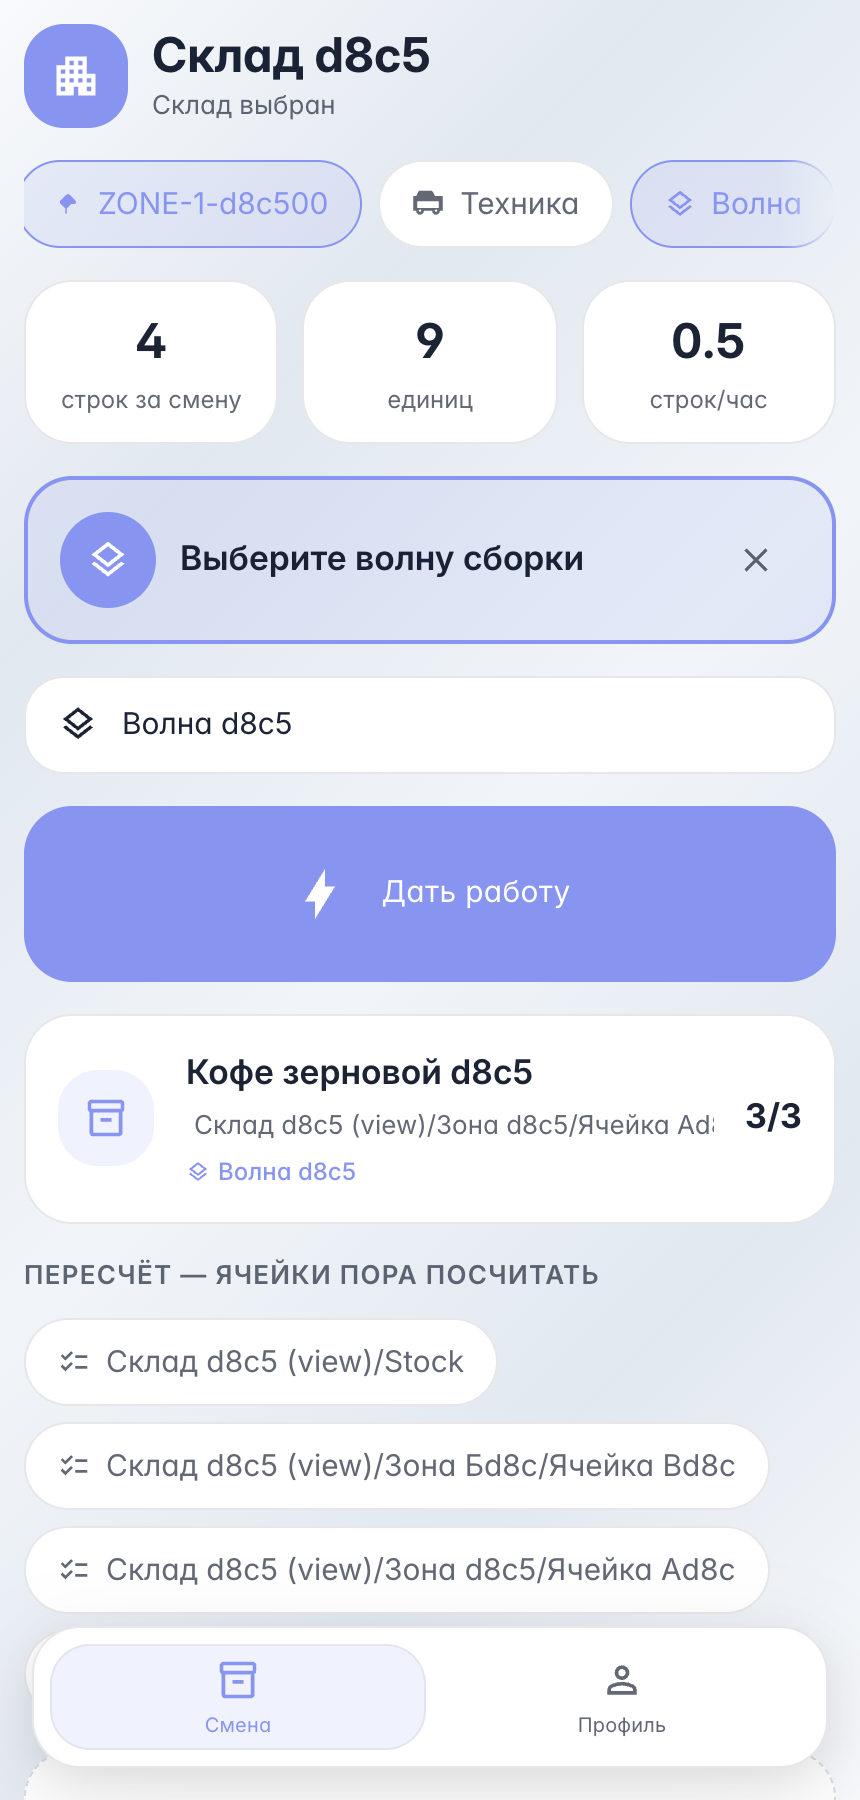 Склад d8c5
Склад выбран
ZONE-1-d8c500
Техника
Волна
4
строк за смену
9
единиц
0.5
строк/час
Выберите волну сборки
Волна d8c5
Дать работу
Кофе зерновой d8c5
Склад d8c5 (view)/Зона d8c5/Ячейка Ad8
3/3
Волна d8c5
ПЕРЕСЧЁТ — ЯЧЕЙКИ ПОРА ПОСЧИТАТЬ
Склад d8c5 (view)/Stock
Склад d8c5 (view)/Зона Бd8c/Ячейка Bd8c
Склад d8c5 (view)/Зона d8c5/Ячейка Ad8c
Смена
Профиль